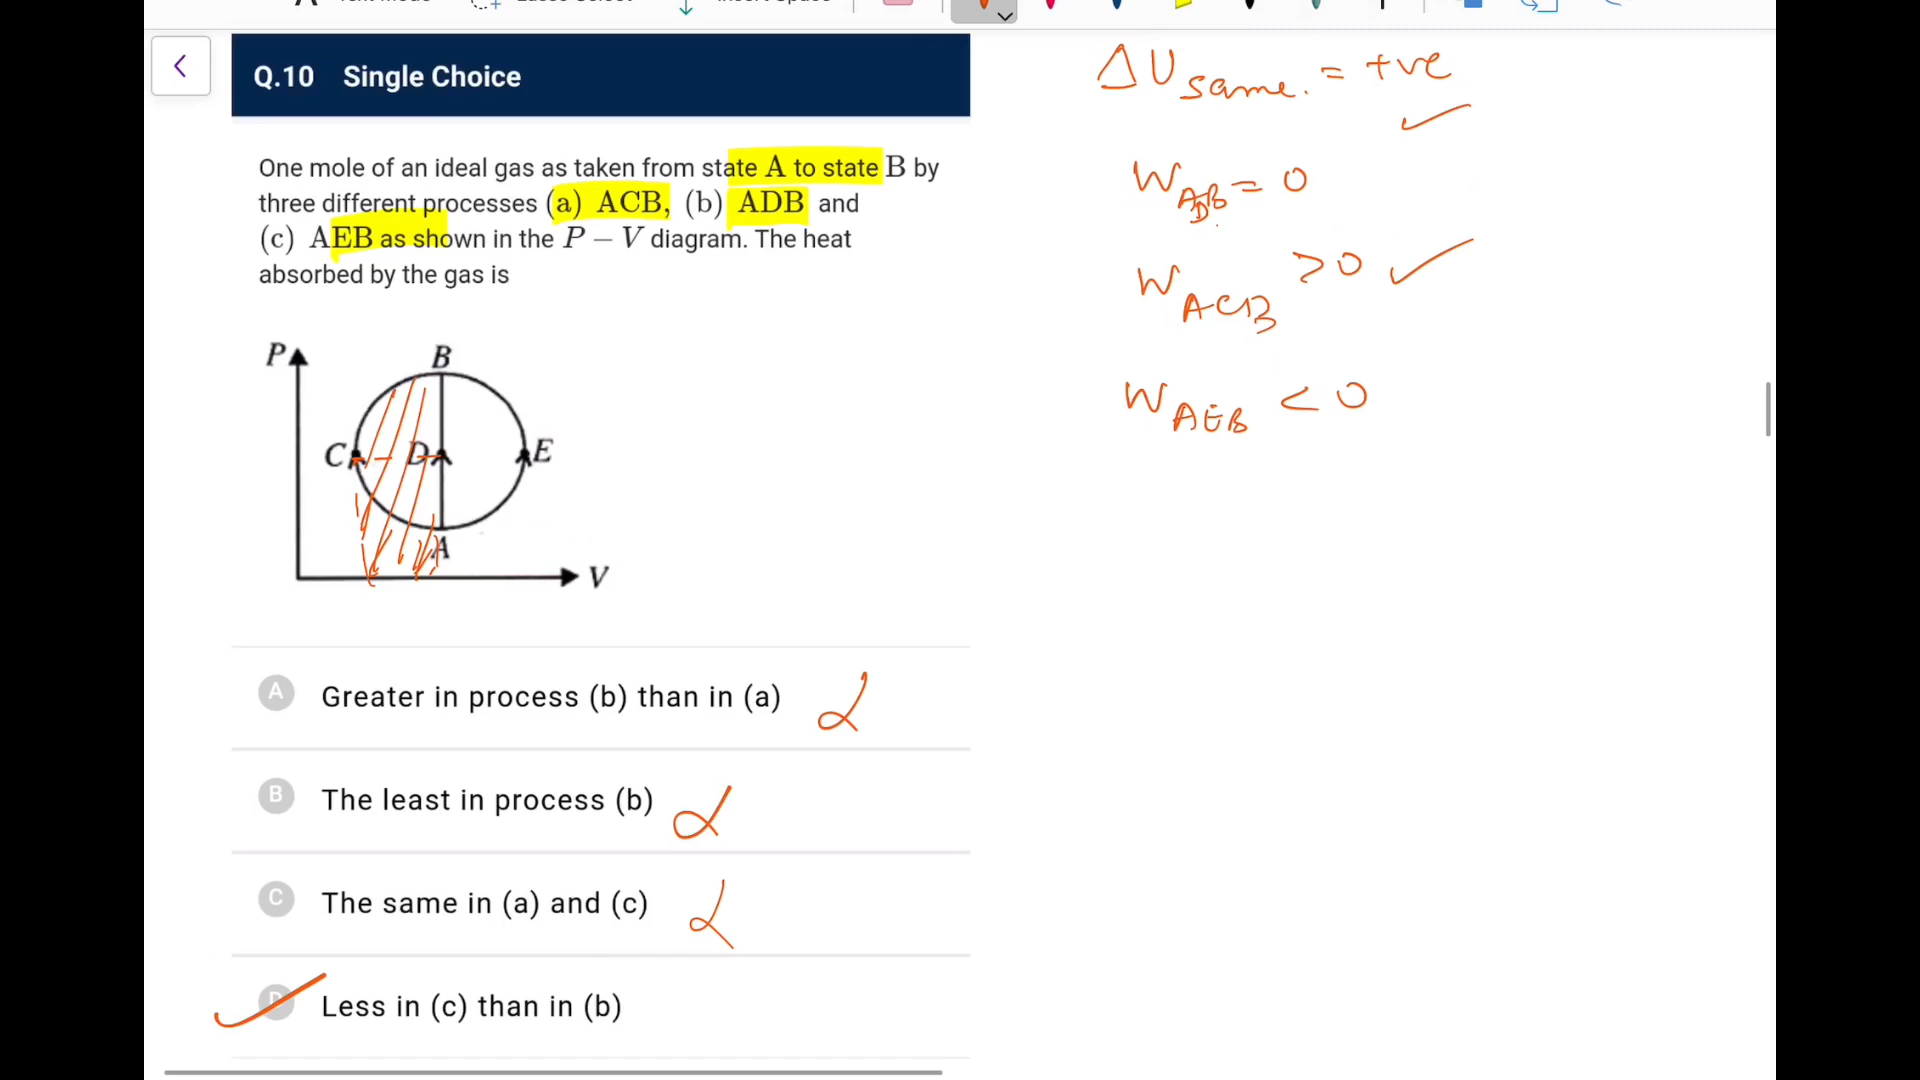 Q.10 Single Choice
One mole of an ideal gas as taken from state A to state B by
three different processes (a) ACB, (b) ADB and
(c) AEB as shown in the P − V diagram. The heat
absorbed by the gas is
P
B
C
D
E
A
V
A Greater in process (b) than in (a)
B The least in process (b)
C The same in (a) and (c)
D Less in (c) than in (b)
ΔU same. = +ve
W ADB = 0
W ACB > 0
W AEB < 0